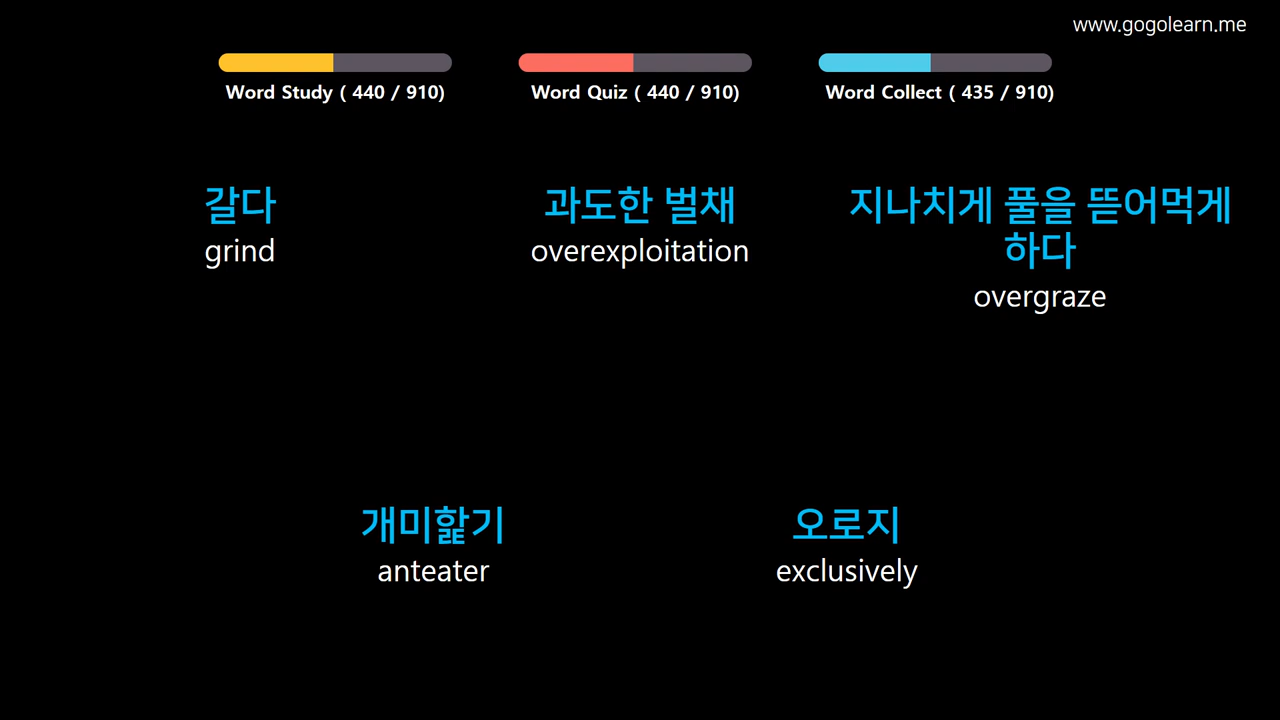 www.gogolearn.me
Word Study ( 440 / 910)
Word Quiz ( 440 / 910)
Word Collect ( 435 / 910)
갈다
grind
과도한 벌채
overexploitation
지나치게 풀을 뜯어먹게
하다
overgraze
개미핥기
anteater
오로지
exclusively